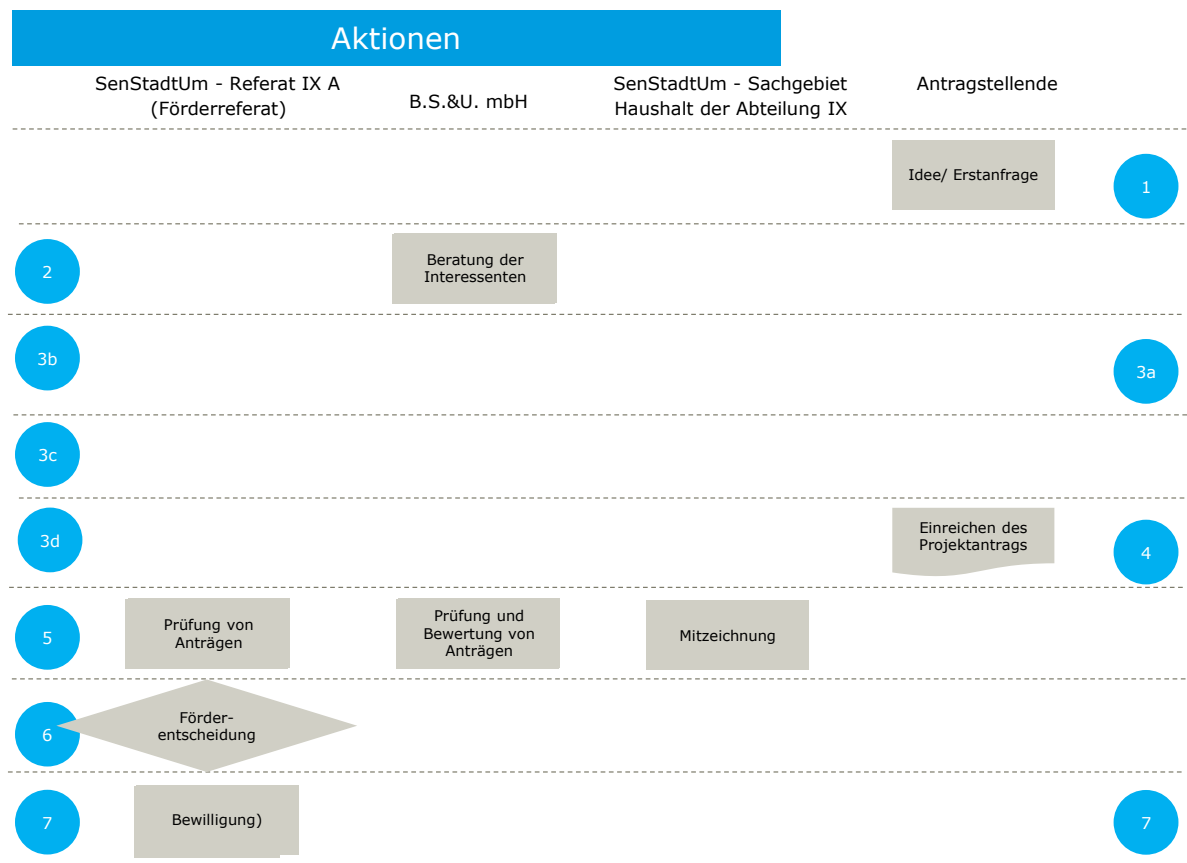 Aktionen
SenStadtUm - Referat IX A
(Förderreferat)
B.S.&U. mbH
SenStadtUm - Sachgebiet
Haushalt der Abteilung IX
Antragstellende
Idee/ Erstanfrage
1
2
Beratung der
Interessenten
3b
3a
3c
3d
Einreichen des
Projektantrags
4
5
Prüfung von
Anträgen
Prüfung und
Bewertung von
Anträgen
Mitzeichnung
6
Förder-
entscheidung
7
Bewilligung)
7